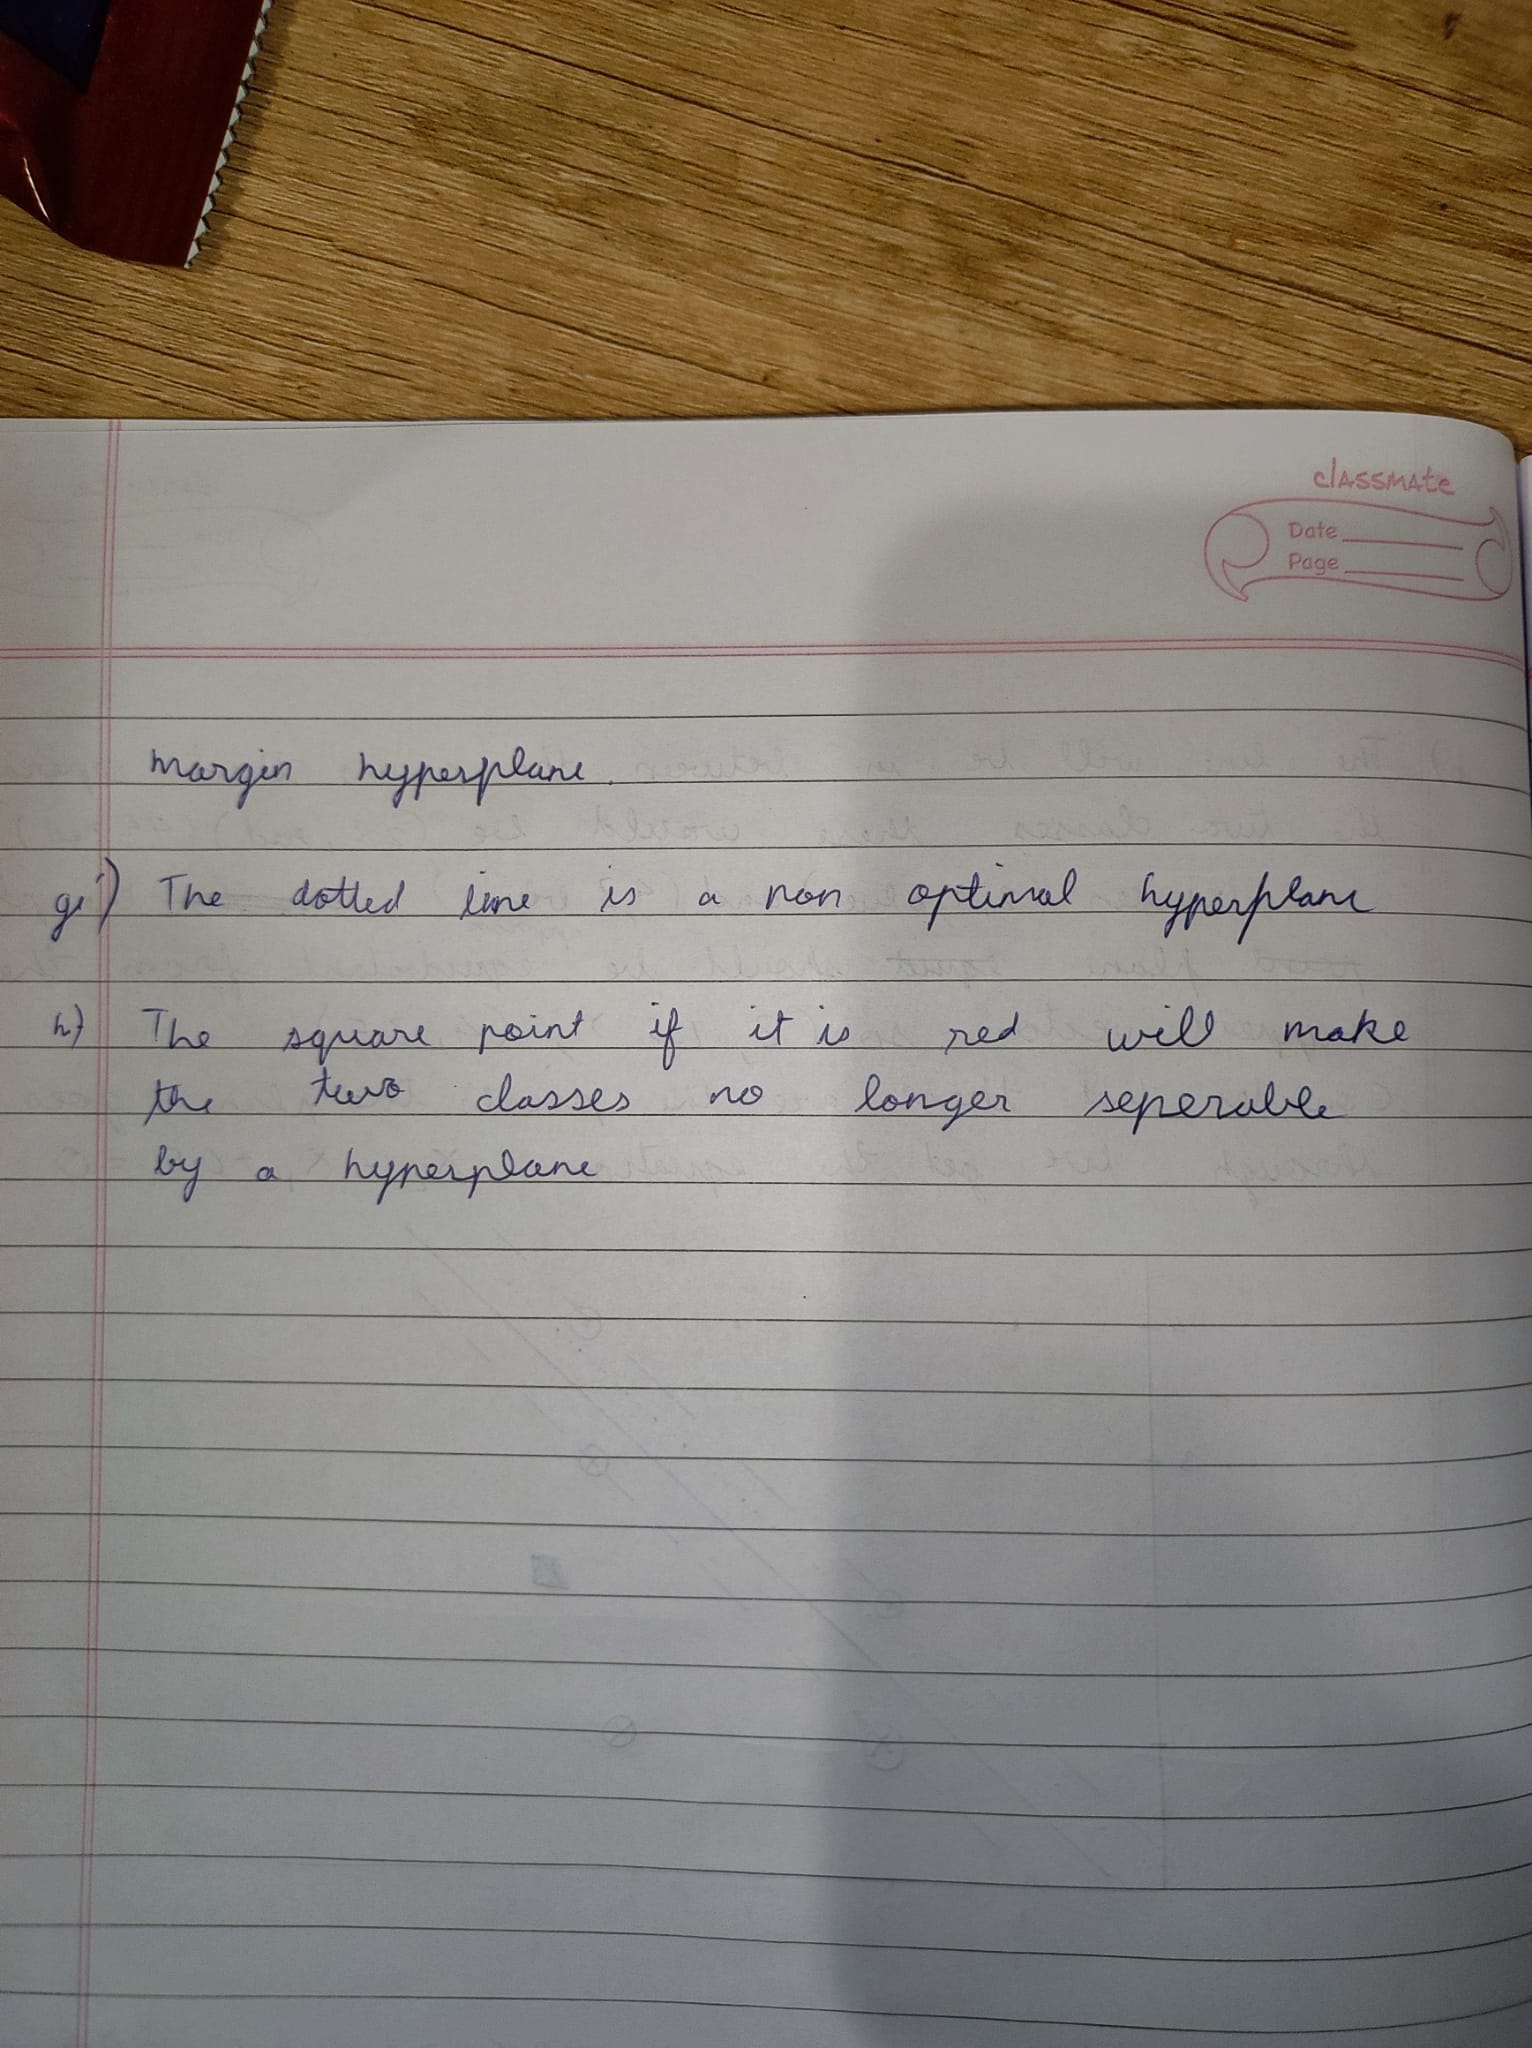 classmate
Date
Page
margin hyperplane.
gi) The dotted line is a non optimal hyperplane
h) The square point if it is red will make
the two classes no longer seperable
by a hyperplane